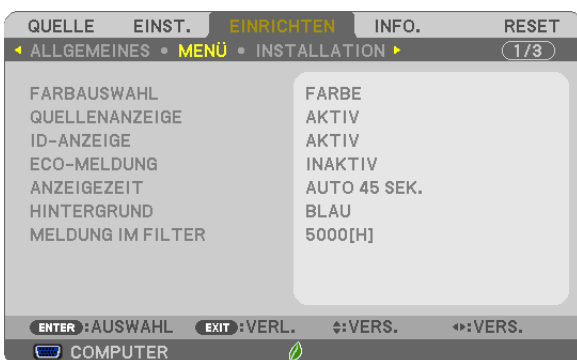 QUELLE EINST. EINRICHTEN INFO. RESET
ALLGEMEINES • MENÜ • INSTALLATION 1/3
FARBAUSWAHL FARBE
QUELLENANZEIGE AKTIV
ID-ANZEIGE AKTIV
ECO-MELDUNG INAKTIV
ANZEIGEZEIT AUTO 45 SEK.
HINTERGRUND BLAU
MELDUNG IM FILTER 5000[H]
ENTER :AUSWAHL EXIT :VERL. :VERS. :VERS.
COMPUTER